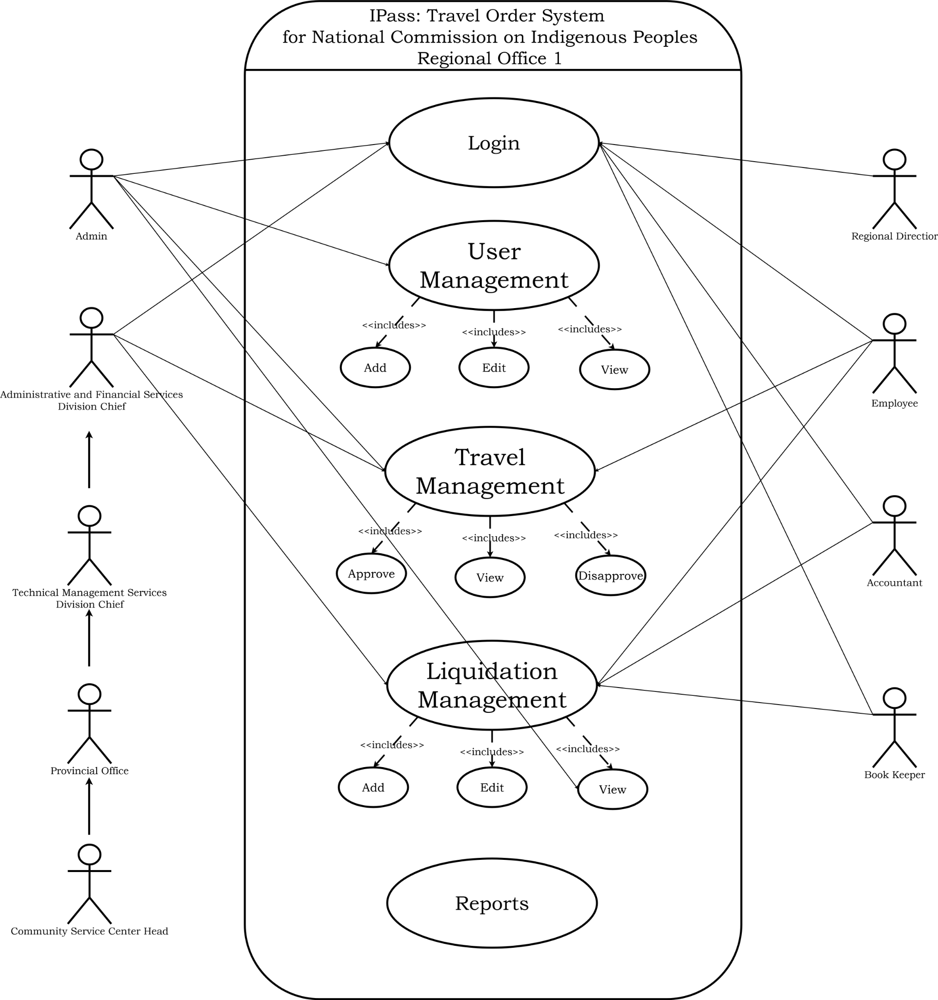 IPass: Travel Order System
for National Commission on Indigenous Peoples
Regional Office 1
Login
Admin
Regional Directior
User
Management
<<includes>>
<<includes>>
<<includes>>
Add
Edit
View
Administrative and Financial Services
Division Chief
Employee
Travel
Management
<<includes>>
<<includes>>
<<includes>>
Approve
View
Disapprove
Technical Management Services
Division Chief
Accountant
Liquidation
Management
<<includes>>
<<includes>>
<<includes>>
Add
Edit
View
Provincial Office
Book Keeper
Reports
Community Service Center Head